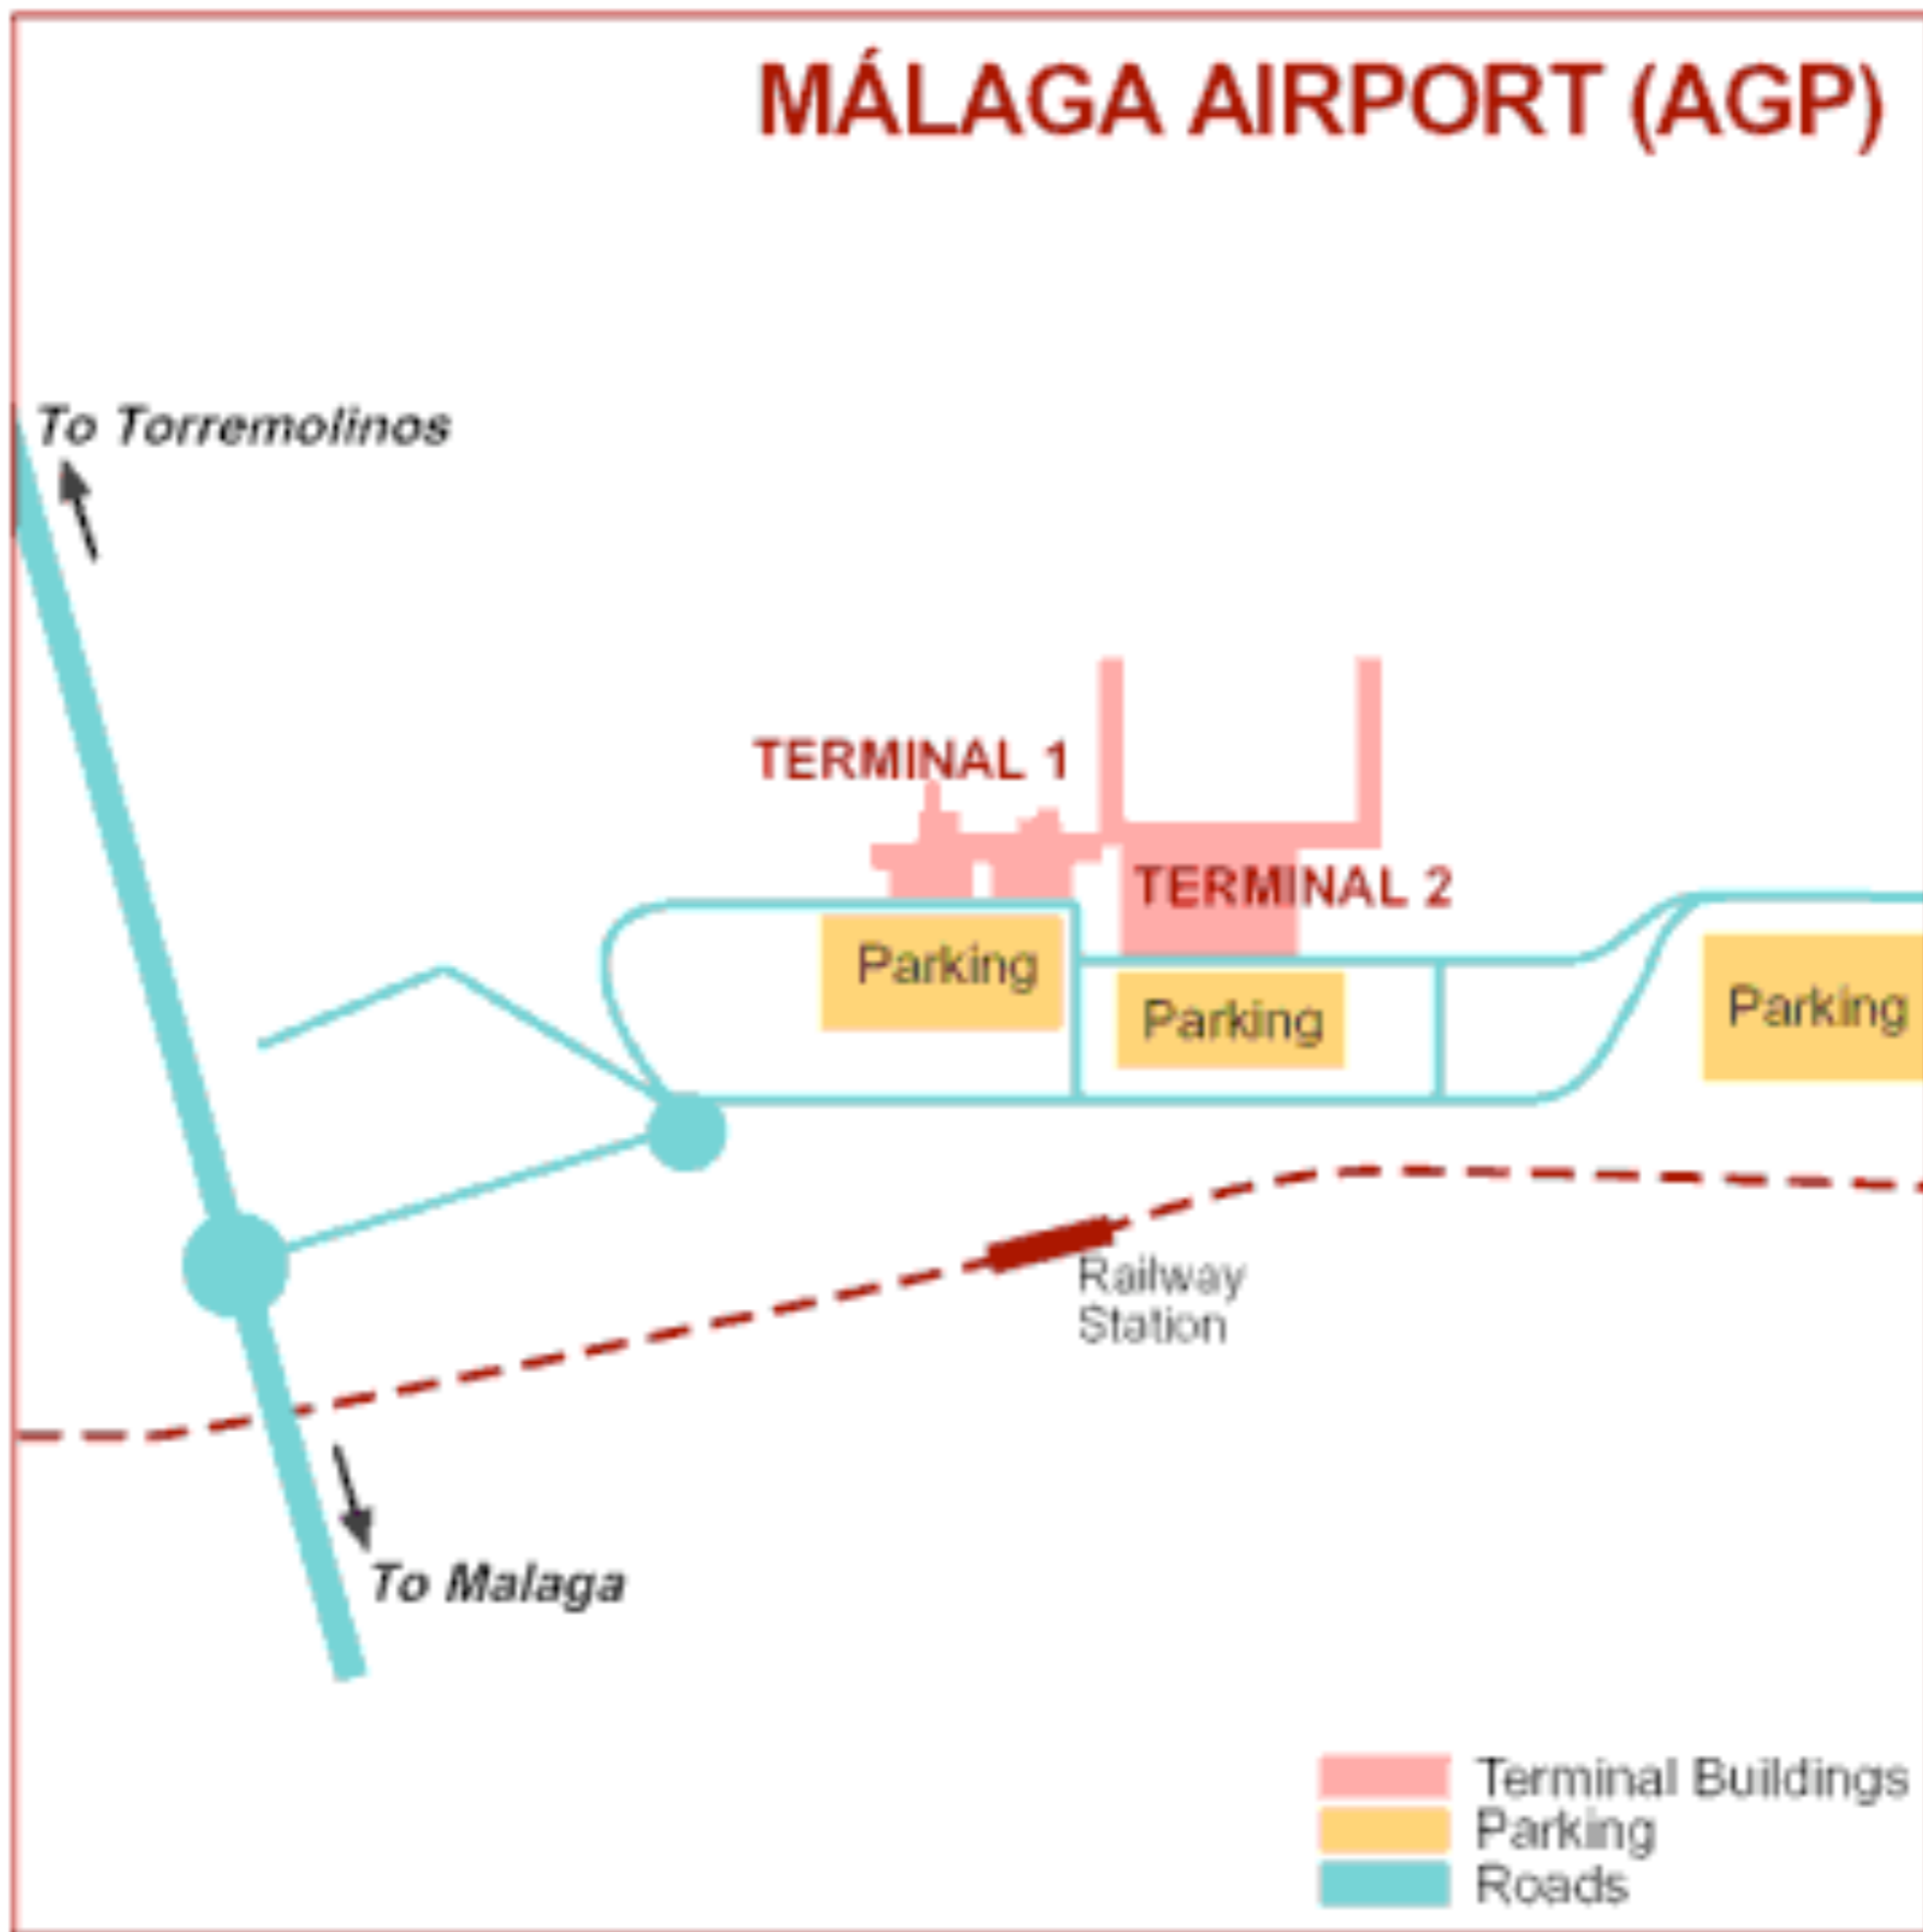 MÁLAGA AIRPORT (AGP)
To Torremolinos
TERMINAL 1
TERMINAL 2
Parking
Parking
Parking
Railway
Station
To Malaga
Terminal Buildings
Parking
Roads